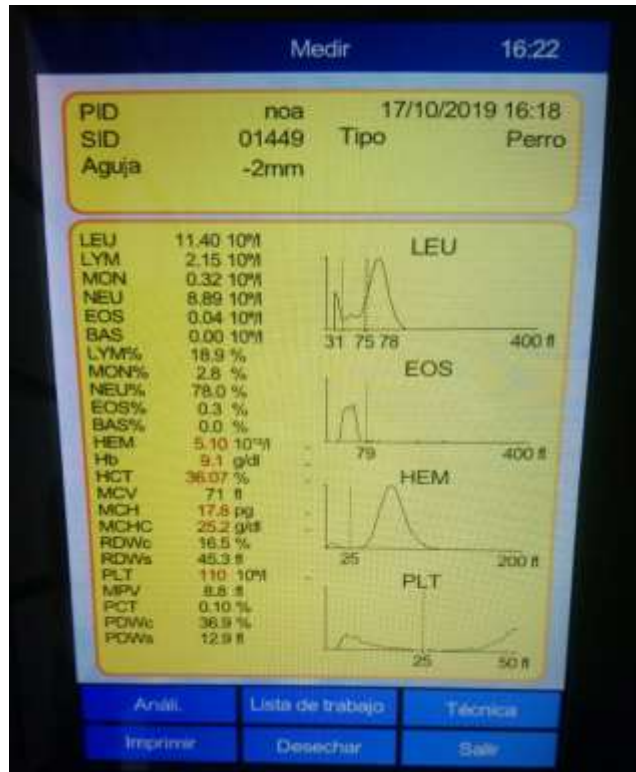 Medir 16:22
PID noa 17/10/2019 16:18
SID 01449 Tipo Perro
Aguja -2mm
LEU 11.40 10⁹/l
LYM 2.15 10⁹/l
MON 0.32 10⁹/l
NEU 8.89 10⁹/l
EOS 0.04 10⁹/l
BAS 0.00 10⁹/l
LYM% 18.9 %
MON% 2.8 %
NEU% 78.0 %
EOS% 0.3 %
BAS% 0.0 %
HEM 5.10 10¹²/l -
Hb 9.1 g/dl -
HCT 36.07 % -
MCV 71 fl
MCH 17.8 pg -
MCHC 25.2 g/dl -
RDWc 16.5 %
RDWs 45.3 fl
PLT 110 10⁹/l -
MPV 8.8 fl
PCT 0.10 %
PDWc 36.9 %
PDWs 12.9 fl
LEU
31 75 78 400 fl
EOS
79 400 fl
HEM
25 200 fl
PLT
25 50 fl
Análi. Lista de trabajo Técnica
Imprimir Desechar Salir